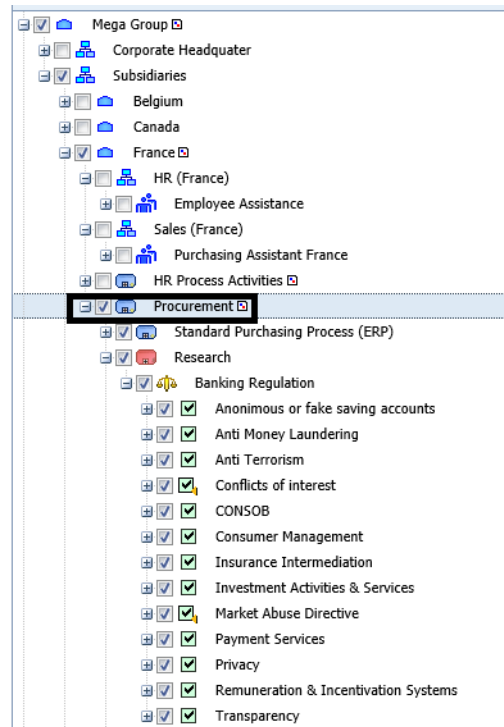 Mega Group
Corporate Headquater
Subsidiaries
Belgium
Canada
France
HR (France)
Employee Assistance
Sales (France)
Purchasing Assistant France
HR Process Activities
Procurement
Standard Purchasing Process (ERP)
Research
Banking Regulation
Anonimous or fake saving accounts
Anti Money Laundering
Anti Terrorism
Conflicts of interest
CONSOB
Consumer Management
Insurance Intermediation
Investment Activities & Services
Market Abuse Directive
Payment Services
Privacy
Remuneration & Incentivation Systems
Transparency